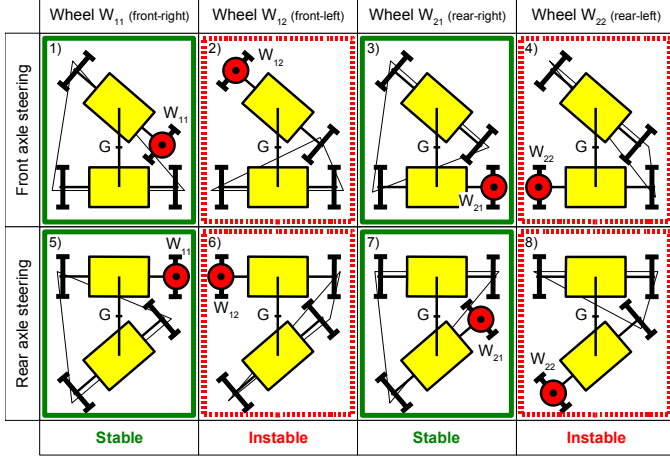 Wheel W11 (front-right)
Wheel W12 (front-left)
Wheel W21 (rear-right)
Wheel W22 (rear-left)
Front axle steering
1)
W11
G
2)
W12
G
3)
G
W21
4)
W22
G
Rear axle steering
5)
W11
G
6)
W12
G
7)
G
W21
8)
G
W22
Stable
Instable
Stable
Instable